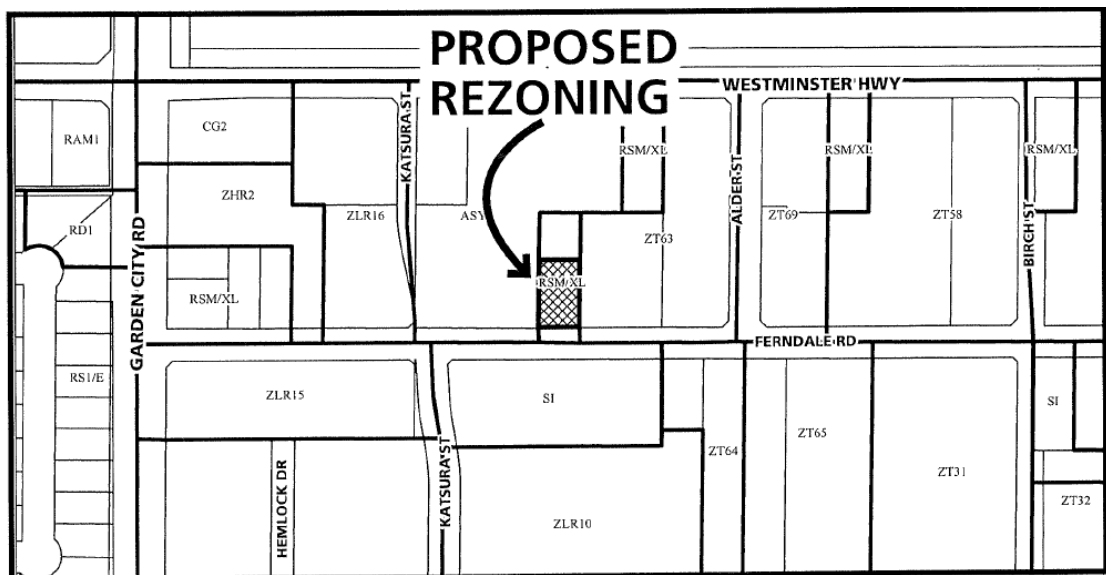 PROPOSED
REZONING
WESTMINSTER HWY
KATSURA ST
CG2
RAM1
RSM/XL
RSM/XL
RSM/XL
ALDER ST
ZHR2
ZLR16
ASY
ZT69
ZT58
RD1
ZT63
BIRCH ST
GARDEN CITY RD
RSM/XL
RSM/XL
FERNDALE RD
RS1/E
ZLR15
SI
SI
ZT64
ZT65
ZT31
KATSURA ST
HEMLOCK DR
ZLR10
ZT32